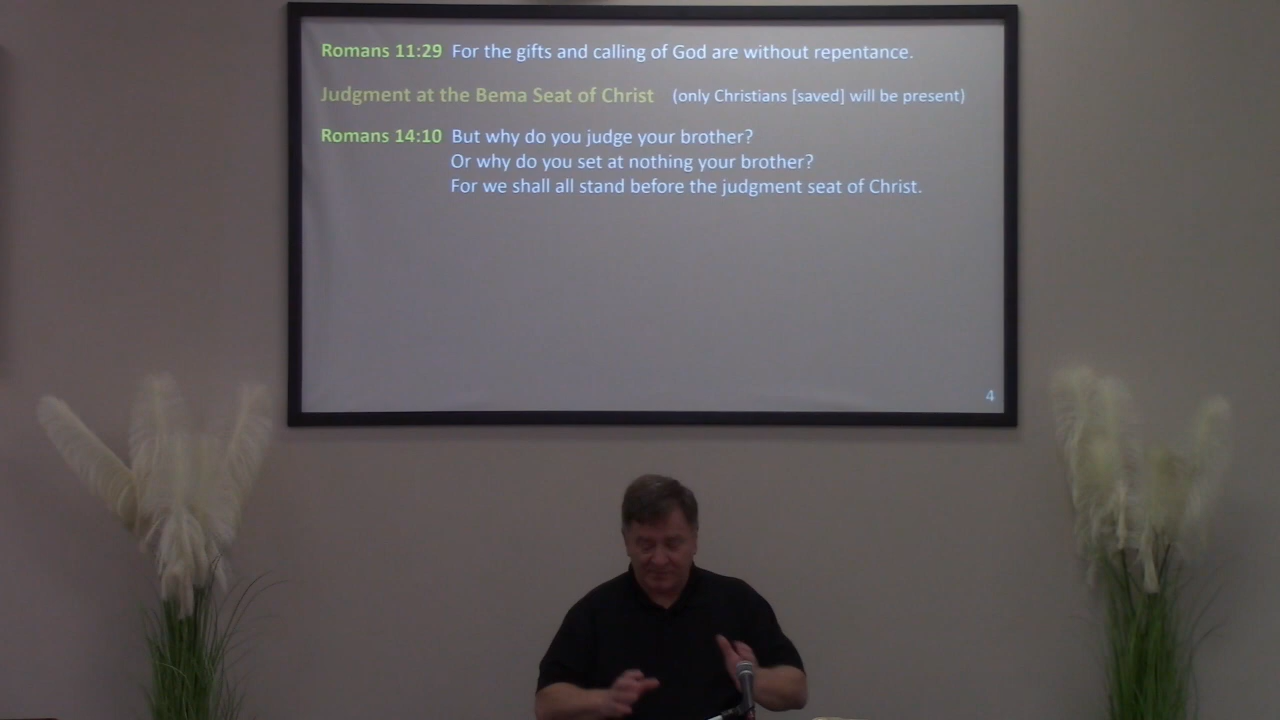 Romans 11:29 For the gifts and calling of God are without repentance.
Judgment at the Bema Seat of Christ (only Christians [saved] will be present)
Romans 14:10 But why do you judge your brother?
Or why do you set at nothing your brother?
For we shall all stand before the judgment seat of Christ.
4